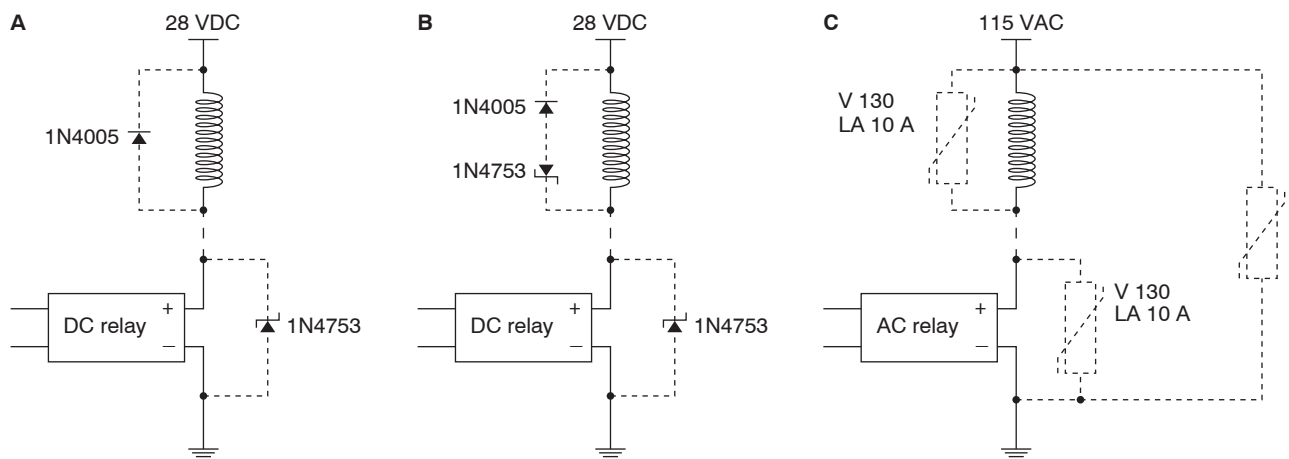 A
28 VDC
1N4005
DC relay
+
–
1N4753
B
28 VDC
1N4005
1N4753
DC relay
+
–
1N4753
C
115 VAC
V 130
LA 10 A
V 130
LA 10 A
AC relay
+
–